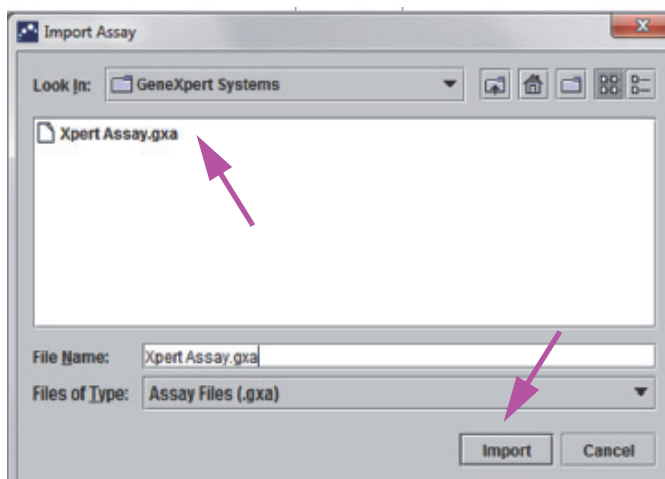 Import Assay
Look In: GeneXpert Systems
Xpert Assay.gxa
File Name: Xpert Assay.gxa
Files of Type: Assay Files (.gxa)
Import Cancel